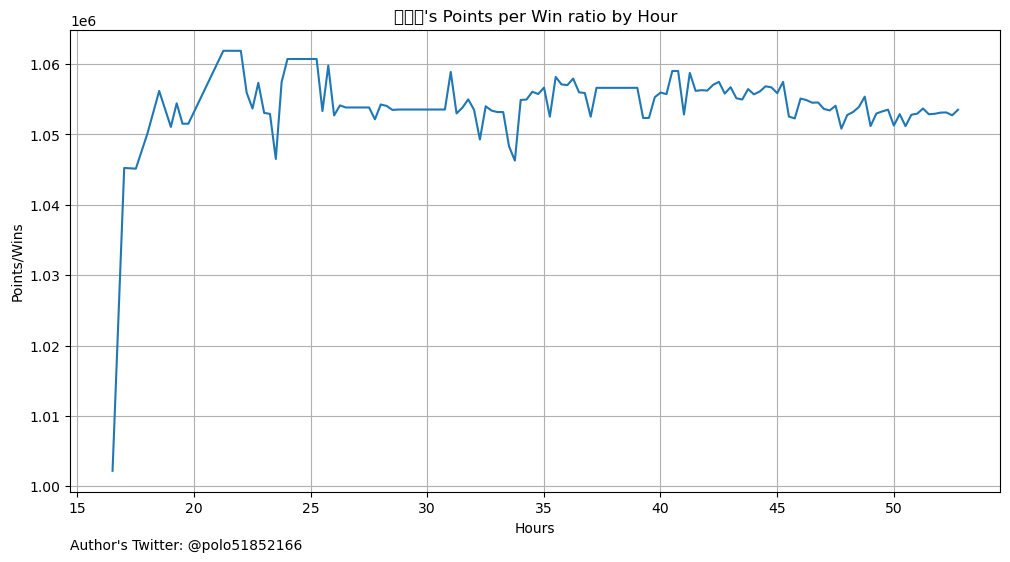 's Points per Win ratio by Hour
1e6
1.06
1.05
1.04
1.03
1.02
1.01
1.00
Points/Wins
15 20 25 30 35 40 45 50
Hours
Author's Twitter: @polo51852166